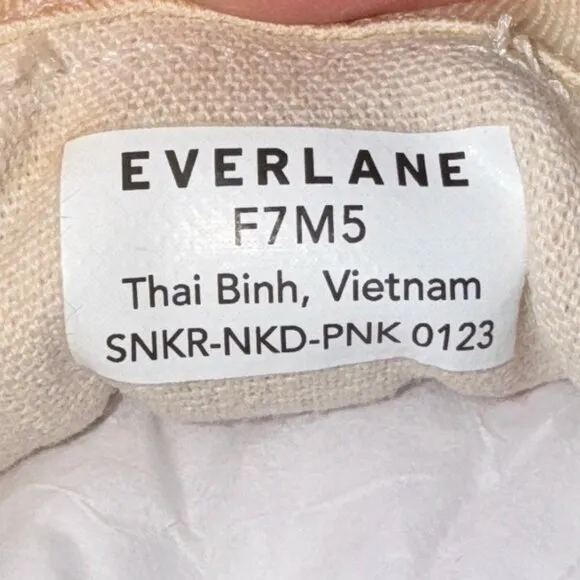 EVERLANE
F7M5
Thai Binh, Vietnam
SNKR-NKD-PNK 0123